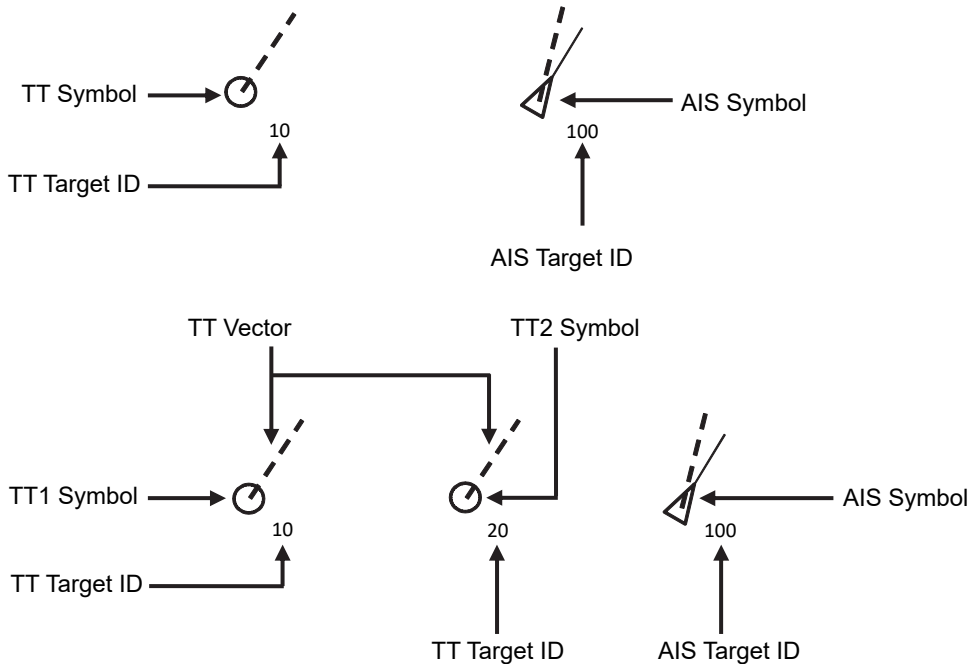 TT Symbol
AIS Symbol
10
100
TT Target ID
AIS Target ID
TT Vector
TT2 Symbol
TT1 Symbol
AIS Symbol
10
20
100
TT Target ID
TT Target ID
AIS Target ID